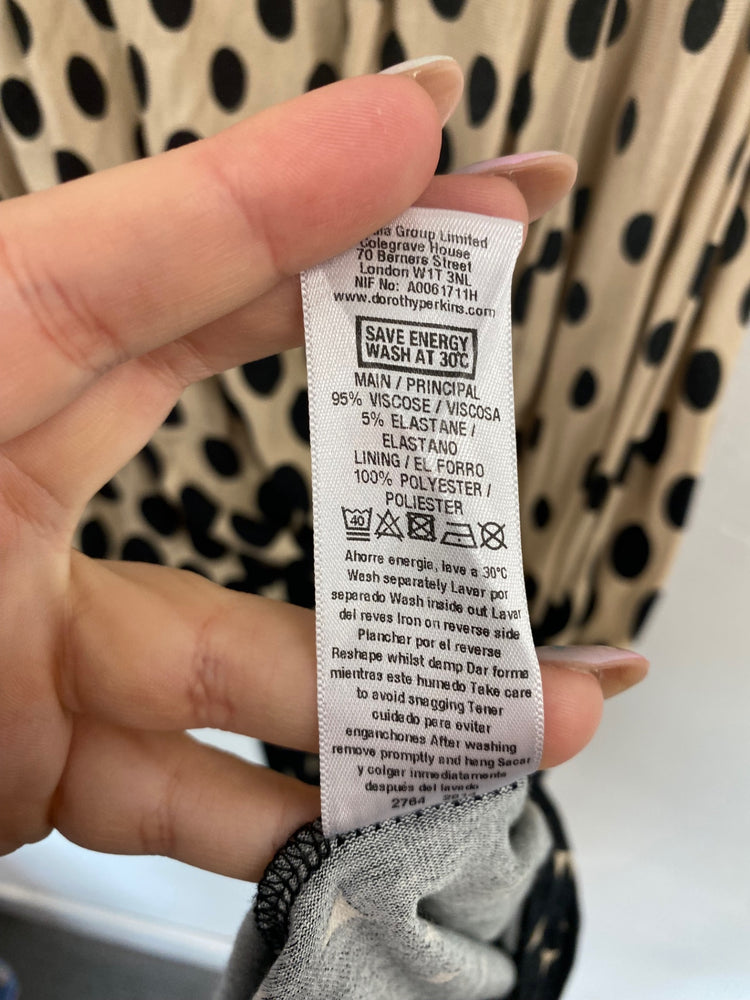 Group Limited
Colegrave House
70 Berners Street
London W1T 3NL
NIF No: A0061711H
www.dorothyperkins.com
SAVE ENERGY
WASH AT 30°C
MAIN / PRINCIPAL
95% VISCOSE / VISCOSA
5% ELASTANE /
ELASTANO
LINING / EL FORRO
100% POLYESTER /
POLIESTER
40
Ahorre energia, lave a 30°C
Wash separately Lavar por
separado Wash inside out Lavar
del reves Iron on reverse side
Planchar por el reverse
Reshape whilst damp Dar forma
mientras este humedo Take care
to avoid snagging Tener
cuidado para evitar
enganchones After washing
remove promptly and hang Sacar
y colgar inmediatamente
después del lavado
2764